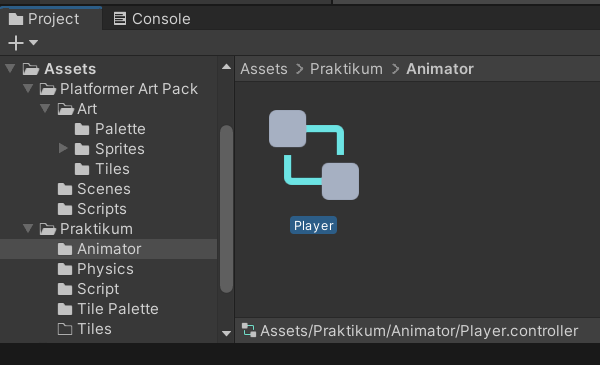 Project
Console
Assets
Platformer Art Pack
Art
Palette
Sprites
Tiles
Scenes
Scripts
Praktikum
Animator
Physics
Script
Tile Palette
Tiles
Assets > Praktikum > Animator
Player
Assets/Praktikum/Animator/Player.controller